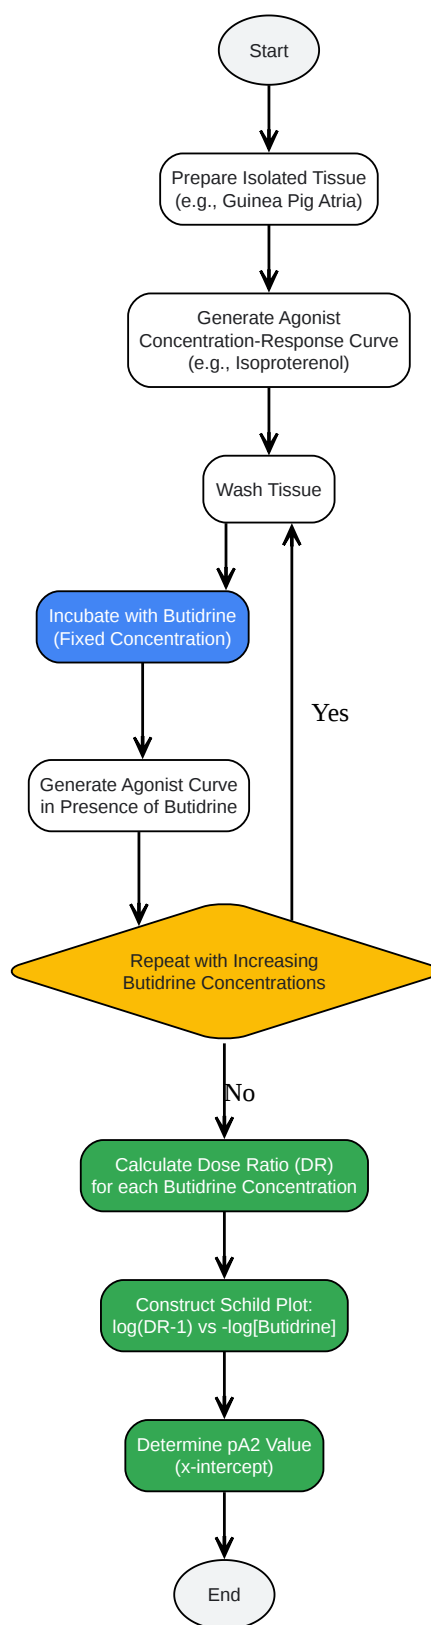 Start
Prepare Isolated Tissue
(e.g., Guinea Pig Atria)
Generate Agonist
Concentration-Response Curve
(e.g., Isoproterenol)
Wash Tissue
Incubate with Butidrine
(Fixed Concentration)
Yes
Generate Agonist Curve
in Presence of Butidrine
Repeat with Increasing
Butidrine Concentrations
No
Calculate Dose Ratio (DR)
for each Butidrine Concentration
Construct Schild Plot:
log(DR-1) vs -log[Butidrine]
Determine pA2 Value
(x-intercept)
End